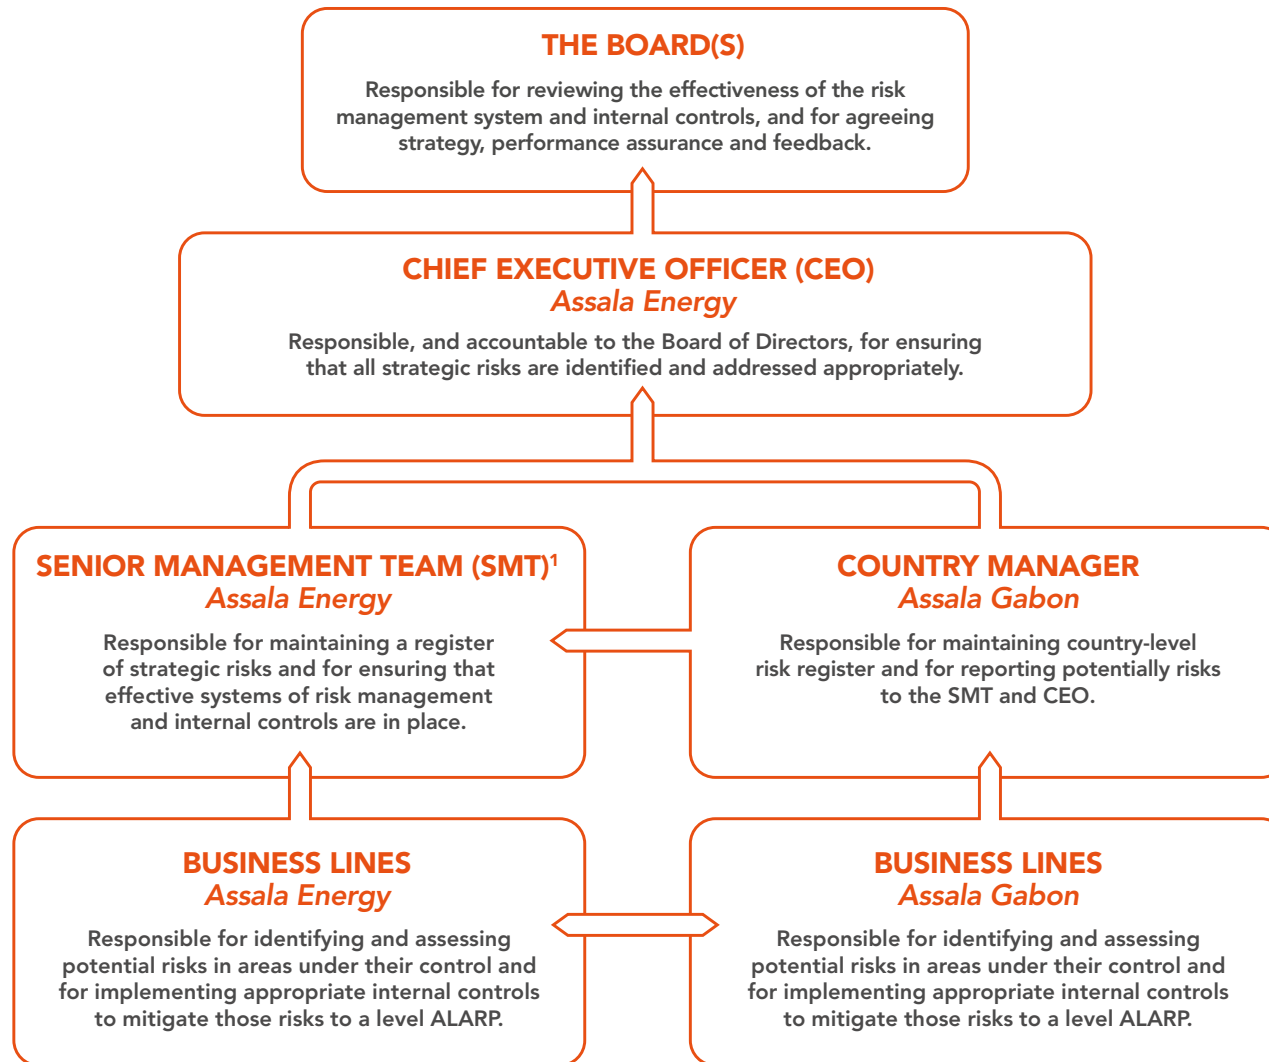 THE BOARD(S)
Responsible for reviewing the effectiveness of the risk
management system and internal controls, and for agreeing
strategy, performance assurance and feedback.
CHIEF EXECUTIVE OFFICER (CEO)
Assala Energy
Responsible, and accountable to the Board of Directors, for ensuring
that all strategic risks are identified and addressed appropriately.
SENIOR MANAGEMENT TEAM (SMT)¹
Assala Energy
Responsible for maintaining a register
of strategic risks and for ensuring that
effective systems of risk management
and internal controls are in place.
COUNTRY MANAGER
Assala Gabon
Responsible for maintaining country-level
risk register and for reporting potentially risks
to the SMT and CEO.
BUSINESS LINES
Assala Energy
Responsible for identifying and assessing
potential risks in areas under their control and
for implementing appropriate internal controls
to mitigate those risks to a level ALARP.
BUSINESS LINES
Assala Gabon
Responsible for identifying and assessing
potential risks in areas under their control and
for implementing appropriate internal controls
to mitigate those risks to a level ALARP.